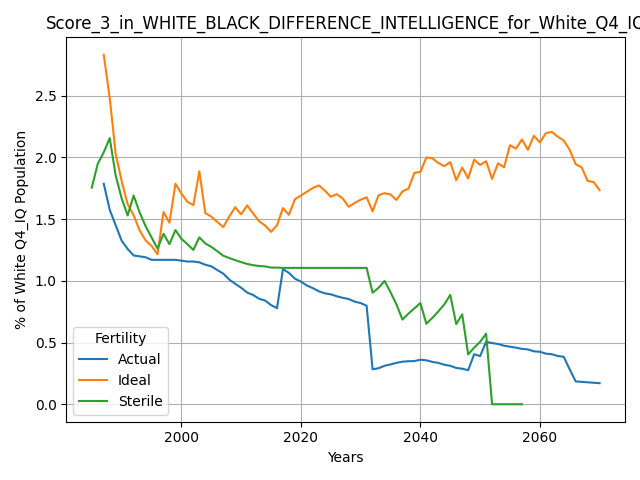 Score_3_in_WHITE_BLACK_DIFFERENCE_INTELLIGENCE_for_White_Q4_IQ
% of White Q4_IQ Population
2.5
2.0
1.5
1.0
0.5
0.0
Fertility
Actual
Ideal
Sterile
2000
2020
2040
2060
Years